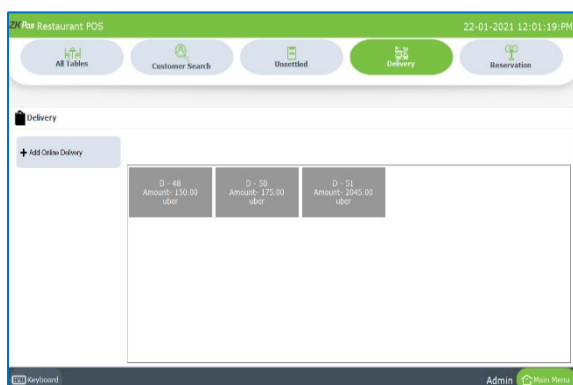 ZKPos Restaurant POS 22-01-2021 12:01:19:PM
All Tables Customer Search Unsettled Delivery Reservation
Delivery
+ Add Online Delivery
D - 48
Amount- 150.00
uber
D - 50
Amount- 175.00
uber
D - 51
Amount- 2045.00
uber
Keyboard Admin Main Menu